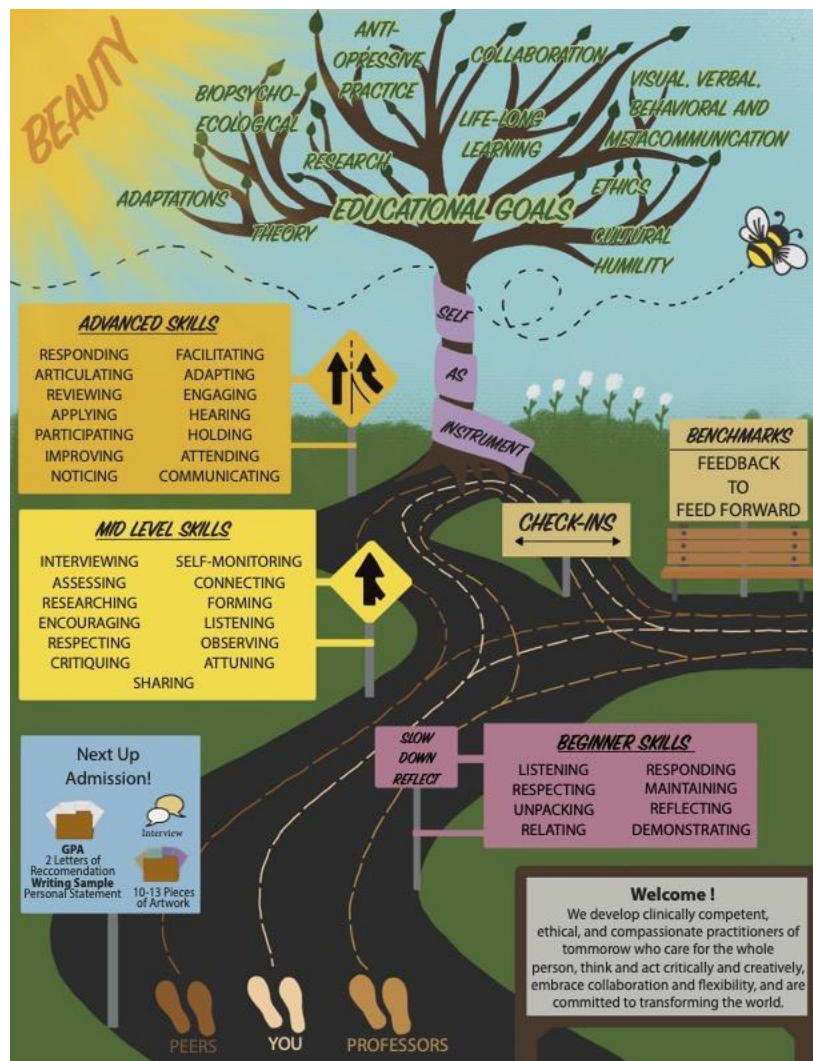 BEAUTY
ANTI-
OPRESSIVE
PRACTICE
COLLABORATION
BIOPSYCHO-
ECOLOGICAL
VISUAL, VERBAL,
BEHAVIORAL AND
METACOMMUNICATION
LIFE-LONG
LEARNING
RESEARCH
ETHICS
ADAPTATIONS
EDUCATIONAL GOALS
THEORY
CULTURAL
HUMILITY
SELF
AS
INSTRUMENT
ADVANCED SKILLS
RESPONDING FACILITATING
ARTICULATING ADAPTING
REVIEWING ENGAGING
APPLYING HEARING
PARTICIPATING HOLDING
IMPROVING ATTENDING
NOTICING COMMUNICATING
BENCHMARKS
FEEDBACK
TO
FEED FORWARD
CHECK-INS
MID LEVEL SKILLS
INTERVIEWING SELF-MONITORING
ASSESSING CONNECTING
RESEARCHING FORMING
ENCOURAGING LISTENING
RESPECTING OBSERVING
CRITIQUING ATTUNING
SHARING
SLOW
DOWN
REFLECT
BEGINNER SKILLS
LISTENING RESPONDING
RESPECTING MAINTAINING
UNPACKING REFLECTING
RELATING DEMONSTRATING
Next Up
Admission!
Interview
GPA
2 Letters of
Reccomendation
Writing Sample
Personal Statement
10-13 Pieces
of Artwork
Welcome !
We develop clinically competent,
ethical, and compassionate practitioners of
tommorow who care for the whole
person, think and act critically and creatively,
embrace collaboration and flexibility, and are
committed to transforming the world.
PEERS
YOU
PROFESSORS